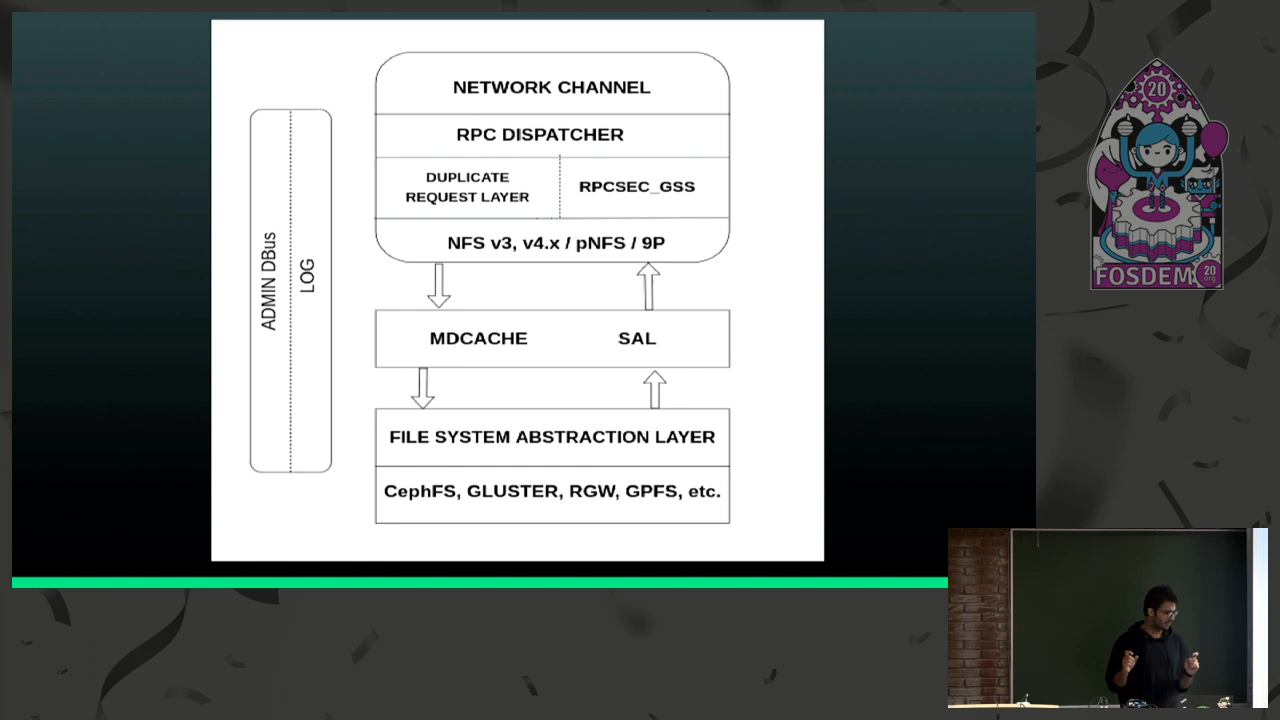 NETWORK CHANNEL
RPC DISPATCHER
DUPLICATE
REQUEST LAYER
RPCSEC_GSS
NFS v3, v4.x / pNFS / 9P
ADMIN DBus
LOG
MDCACHE SAL
FILE SYSTEM ABSTRACTION LAYER
CephFS, GLUSTER, RGW, GPFS, etc.
20
FOSDEM
20
.org